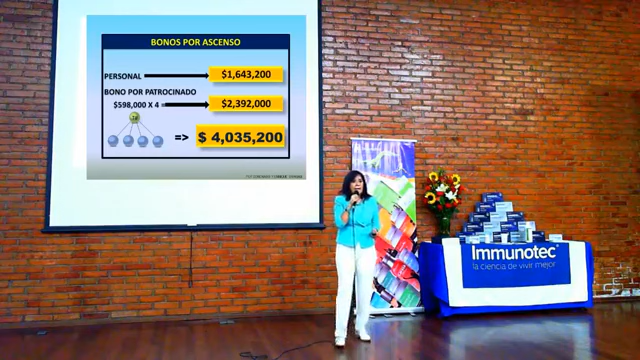 BONOS POR ASCENSO
PERSONAL
$1,643,200
BONO POR PATROCINADO
$598,000 X 4 =
$2,392,000
=>
$ 4,035,200
Immunotec
la ciencia de vivir mejor